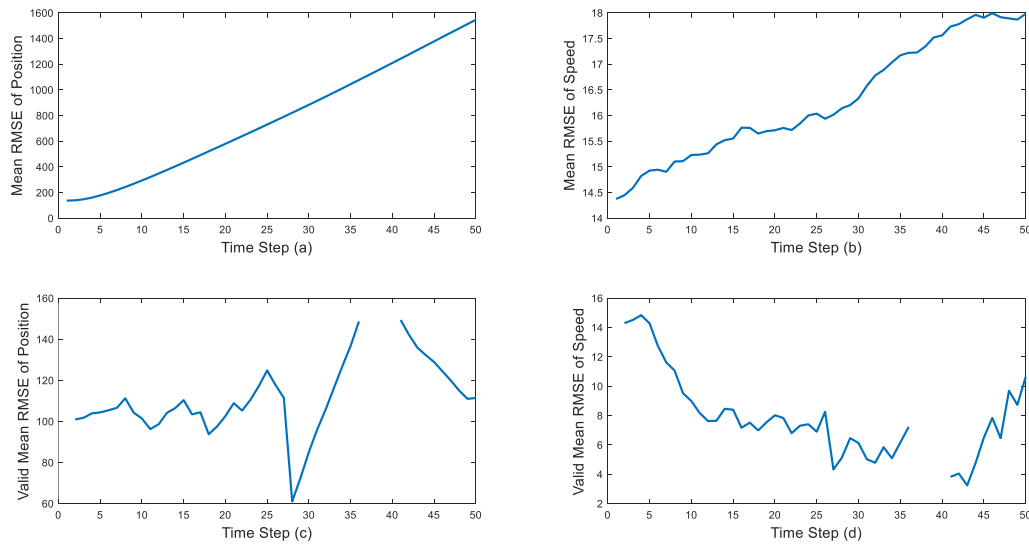 1600
1400
1200
1000
800
600
400
200
0
Mean RMSE of Position
0 5 10 15 20 25 30 35 40 45 50
Time Step (a)
18
17.5
17
16.5
16
15.5
15
14.5
14
Mean RMSE of Speed
0 5 10 15 20 25 30 35 40 45 50
Time Step (b)
160
140
120
100
80
60
Valid Mean RMSE of Position
0 5 10 15 20 25 30 35 40 45 50
Time Step (c)
16
14
12
10
8
6
4
2
Valid Mean RMSE of Speed
0 5 10 15 20 25 30 35 40 45 50
Time Step (d)